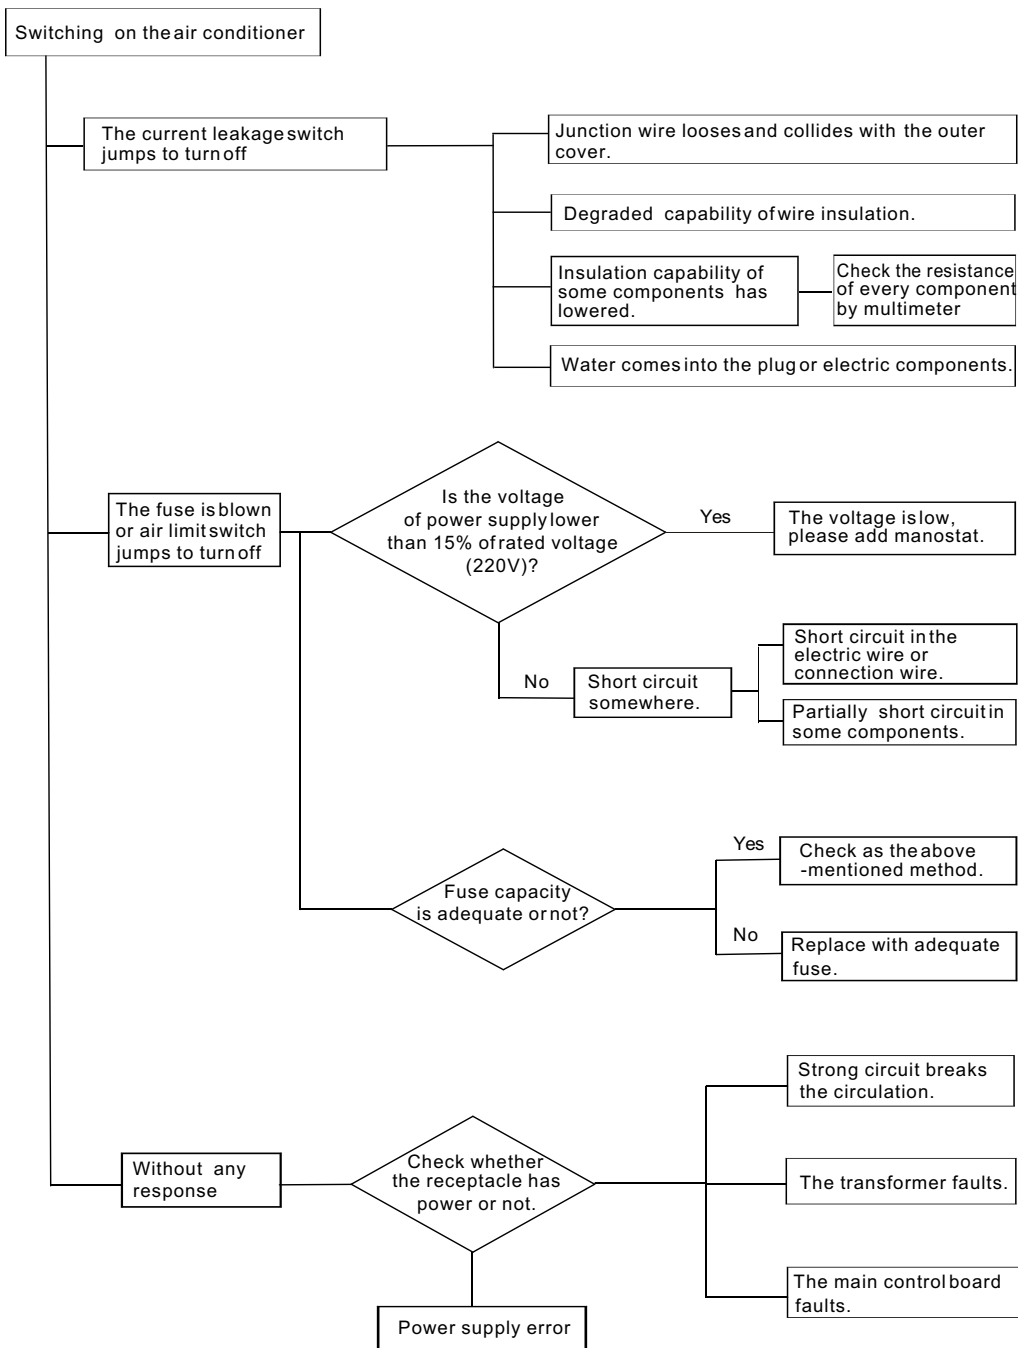 Switching on the air conditioner
The current leakage switch
jumps to turn off
Junction wire looses and collides with the outer
cover.
Degraded capability of wire insulation.
Insulation capability of
some components has
lowered.
Check the resistance
of every component
by multimeter
Water comes into the plug or electric components.
The fuse is blown
or air limit switch
jumps to turn off
Is the voltage
of power supply lower
than 15% of rated voltage
(220V)?
Yes
The voltage is low,
please add manostat.
No
Short circuit
somewhere.
Short circuit in the
electric wire or
connection wire.
Partially short circuit in
some components.
Fuse capacity
is adequate or not?
Yes
Check as the above
-mentioned method.
No
Replace with adequate
fuse.
Without any
response
Check whether
the receptacle has
power or not.
Strong circuit breaks
the circulation.
The transformer faults.
The main control board
faults.
Power supply error